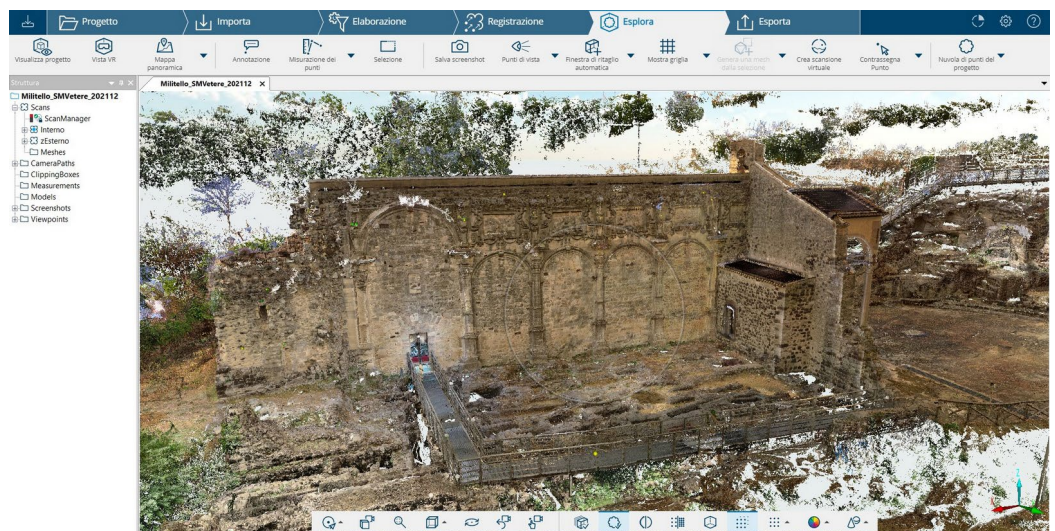 Progetto
Importa
Elaborazione
Registrazione
Esplora
Esporta
Visualizza progetto
Vista VR
Mappa
panoramica
Annotazione
Misurazione dei
punti
Selezione
Salva screenshot
Punti di vista
Finestra di ritaglio
automatica
Mostra griglia
Genera una mesh
dalla selezione
Crea scansione
virtuale
Contrassegna
Punto
Nuvola di punti del
progetto
Struttura
Militello_SMVetere_202112
Militello_SMVetere_202112
Scans
ScanManager
Interno
zEsterno
Meshes
CameraPaths
ClippingBoxes
Measurements
Models
Screenshots
Viewpoints
Z